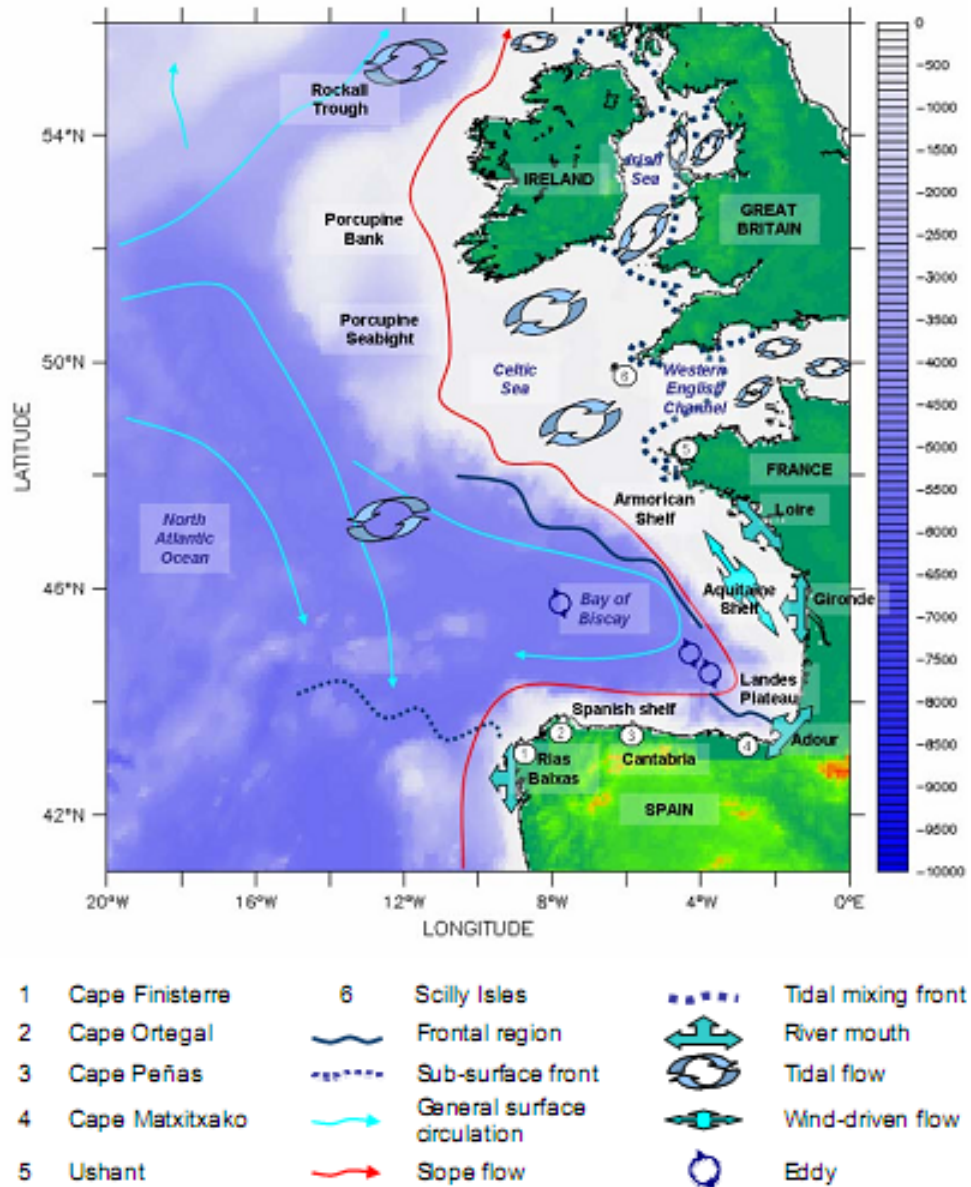 0
-500
-1000
-1500
-2000
-2500
-3000
-3500
-4000
-4500
-5000
-5500
-6000
-6500
-7000
-7500
-8000
-8500
-9000
-9500
-10000
Rockall
Trough
54°N
IRELAND
Irish
Sea
GREAT
BRITAIN
Porcupine
Bank
Porcupine
Seabight
50°N
Celtic
Sea
6
Western
English
Channel
5
FRANCE
LATITUDE
Armorican
Shelf
Loire
North
Atlantic
Ocean
46°N
Bay of
Biscay
Aquitaine
Shelf
Gironde
Landes
Plateau
Spanish shelf
1
2
3
4
Adour
Rias
Baixas
Cantabria
42°N
SPAIN
20°W
16°W
12°W
8°W
4°W
0°E
LONGITUDE
1 Cape Finisterre 6 Scilly Isles Tidal mixing front
2 Cape Ortegal Frontal region River mouth
3 Cape Peñas Sub-surface front Tidal flow
4 Cape Matxitxako General surface
circulation Wind-driven flow
5 Ushant Slope flow Eddy